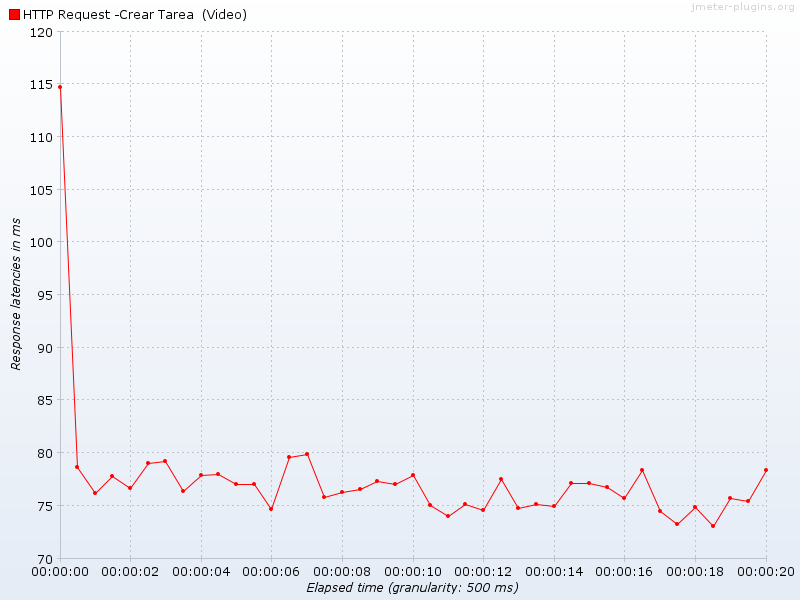 jmeter-plugins.org
HTTP Request -Crear Tarea  (Video)
120
115
110
105
100
95
90
85
80
75
70
Response latencies in ms
00:00:00 00:00:02 00:00:04 00:00:06 00:00:08 00:00:10 00:00:12 00:00:14 00:00:16 00:00:18 00:00:20
Elapsed time (granularity: 500 ms)